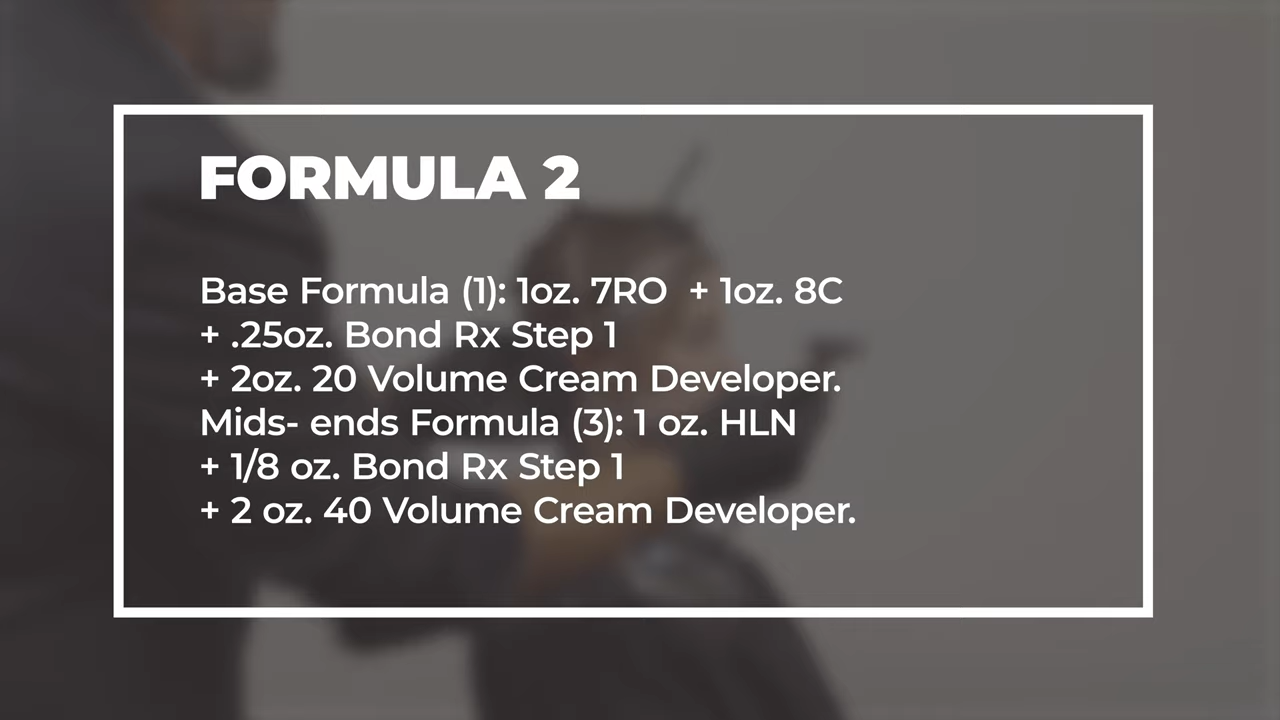 FORMULA 2
Base Formula (1): 1oz. 7RO  + 1oz. 8C
+ .25oz. Bond Rx Step 1
+ 2oz. 20 Volume Cream Developer.
Mids- ends Formula (3): 1 oz. HLN
+ 1/8 oz. Bond Rx Step 1
+ 2 oz. 40 Volume Cream Developer.